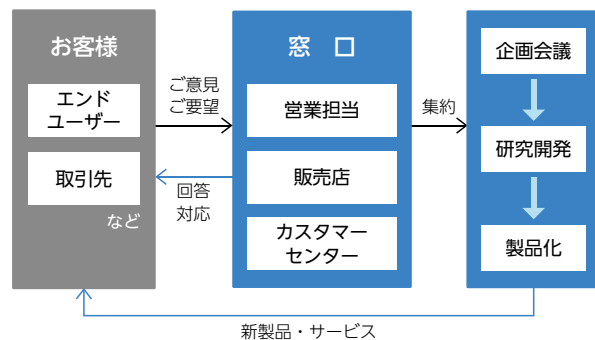 お客様
エンド
ユーザー
取引先
など
ご意見
ご要望
回答
対応
窓　口
営業担当
販売店
カスタマー
センター
集約
企画会議
研究開発
製品化
新製品・サービス